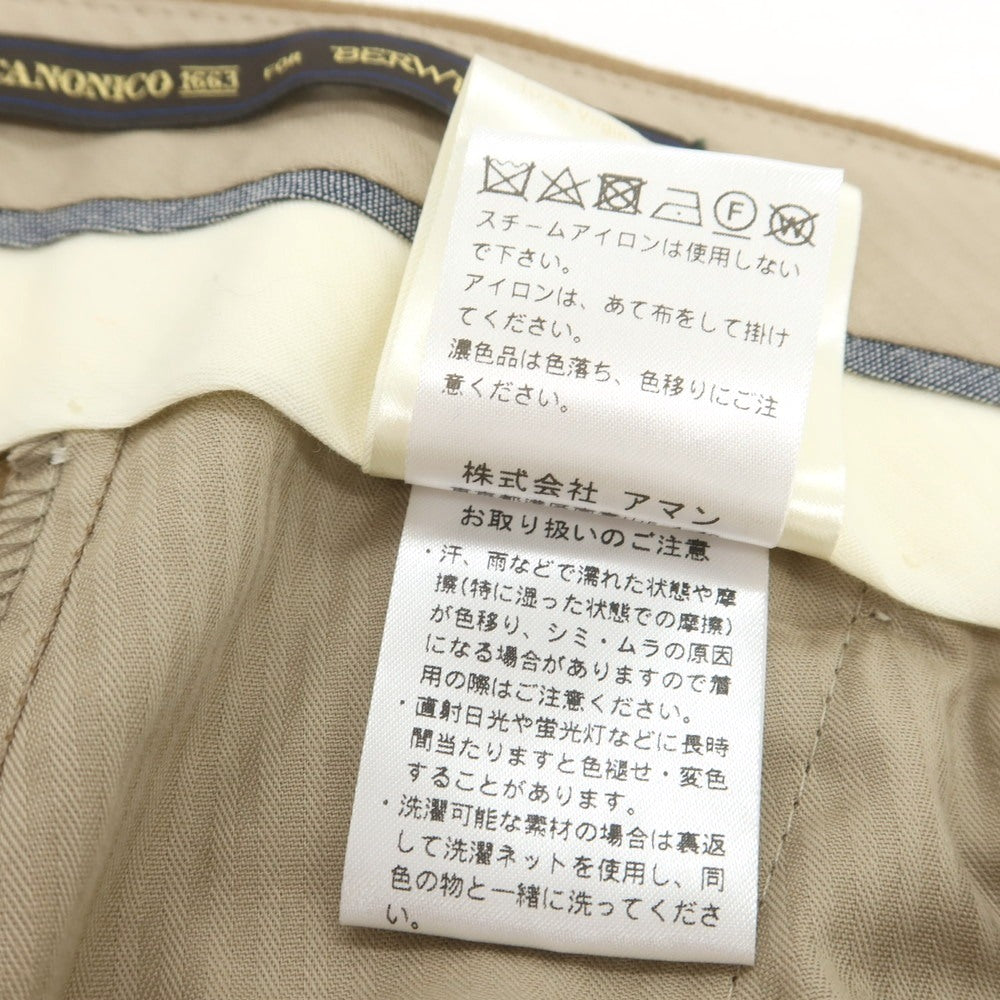 CANONICO 1663 FOR BERW
F W
スチームアイロンは使用しない
で下さい。
アイロンは、あて布をして掛け
てください。
濃色品は色落ち、色移りにご注
意ください。
株式会社 アマン
お取り扱いのご注意
・汗、雨などで濡れた状態や摩
擦(特に湿った状態での摩擦)
が色移り、シミ・ムラの原因
になる場合がありますので着
用の際はご注意ください。
・直射日光や蛍光灯などに長時
間当たりますと色褪せ・変色
することがあります。
・洗濯可能な素材の場合は裏返
して洗濯ネットを使用し、同
色の物と一緒に洗ってくださ
い。